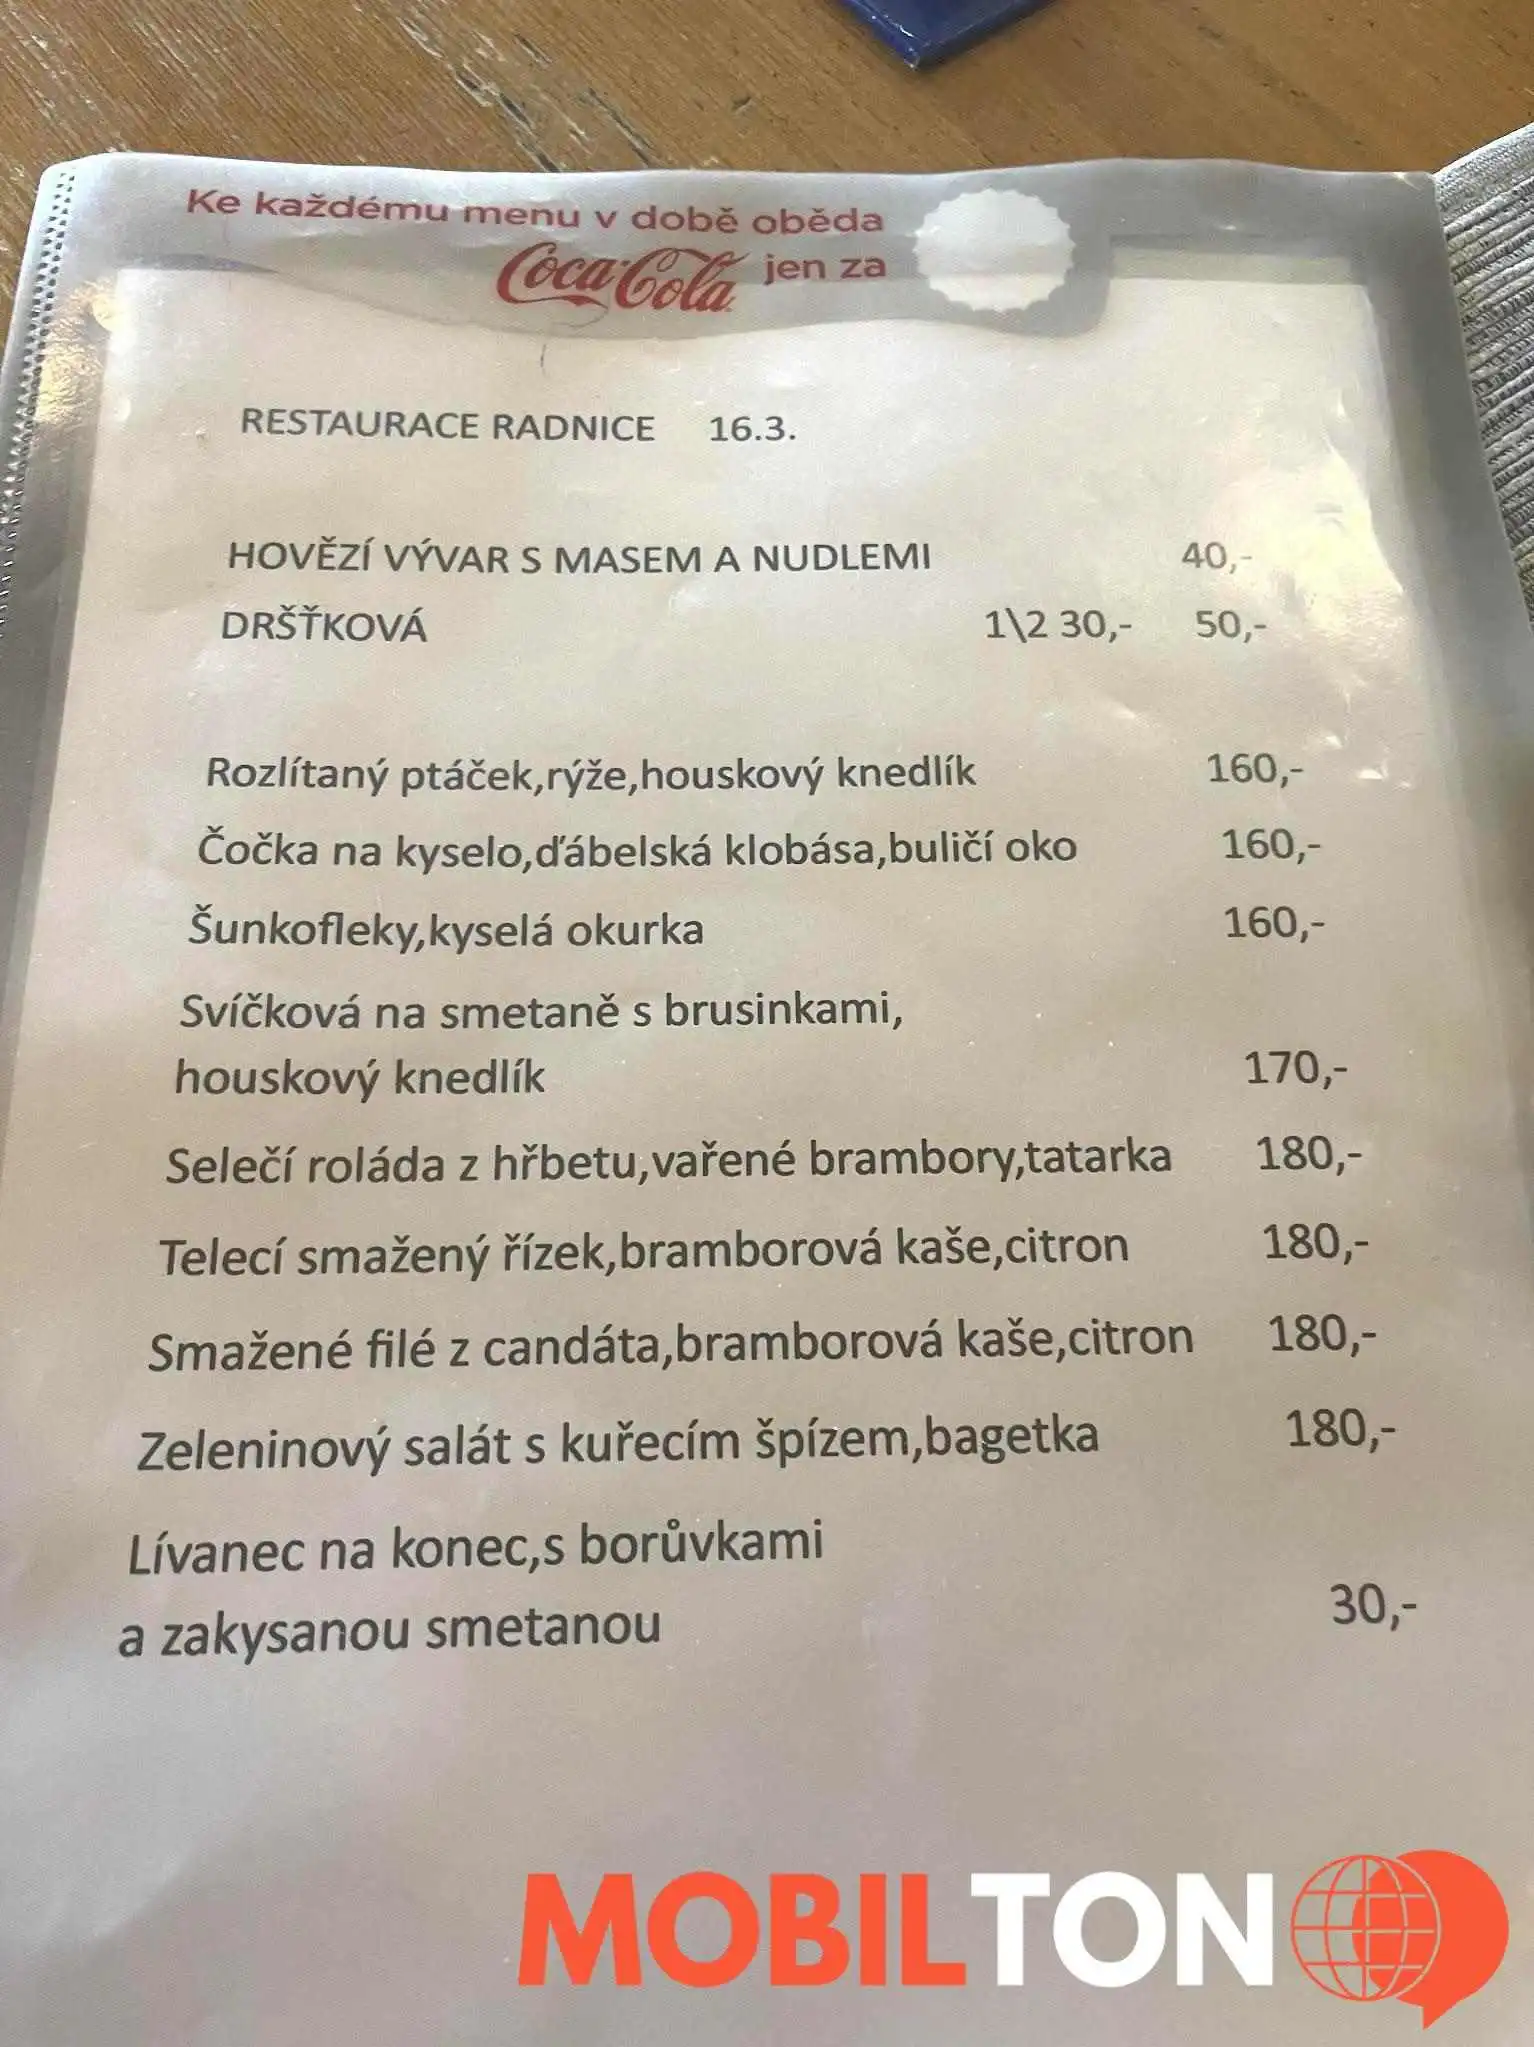 Ke každému menu v době oběda
Coca-Cola jen za
RESTAURACE RADNICE 16.3.
HOVĚZÍ VÝVAR S MASEM A NUDLEMI 40,-
DRŠŤKOVÁ 1\2 30,- 50,-
Rozlítaný ptáček,rýže,houskový knedlík 160,-
Čočka na kyselo,ďábelská klobása,buličí oko 160,-
Šunkofleky,kyselá okurka 160,-
Svíčková na smetaně s brusinkami,
houskový knedlík 170,-
Selečí roláda z hřbetu,vařené brambory,tatarka 180,-
Telecí smažený řízek,bramborová kaše,citron 180,-
Smažené filé z candáta,bramborová kaše,citron 180,-
Zeleninový salát s kuřecím špízem,bagetka 180,-
Lívanec na konec,s borůvkami
a zakysanou smetanou 30,-
MOBILTON